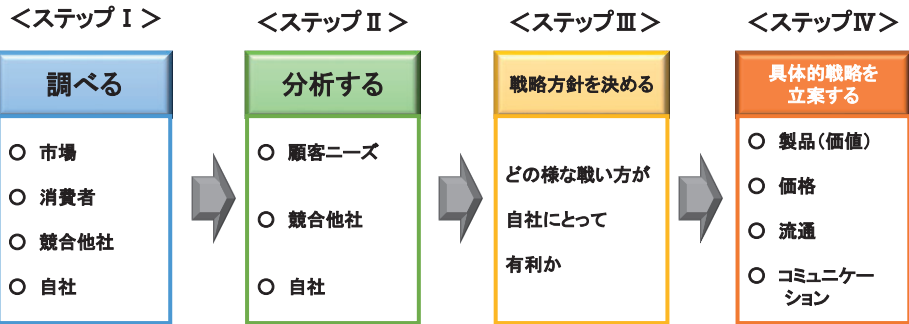 ＜ステップⅠ＞
調べる
○ 市場
○ 消費者
○ 競合他社
○ 自社
＜ステップⅡ＞
分析する
○ 顧客ニーズ
○ 競合他社
○ 自社
＜ステップⅢ＞
戦略方針を決める
どの様な戦い方が
自社にとって
有利か
＜ステップⅣ＞
具体的戦略を
立案する
○ 製品（価値）
○ 価格
○ 流通
○ コミュニケー
ション